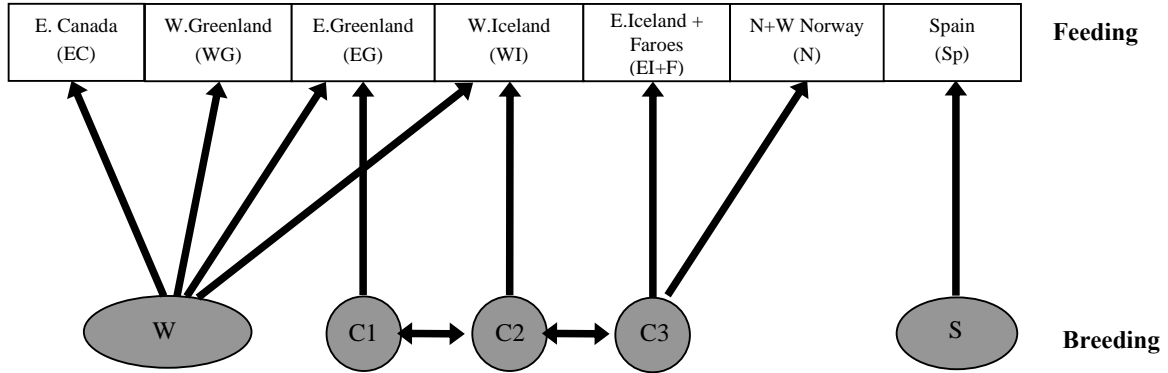 E. Canada
(EC)
W.Greenland
(WG)
E.Greenland
(EG)
W.Iceland
(WI)
E.Iceland +
Faroes
(EI+F)
N+W Norway
(N)
Spain
(Sp)
Feeding
W
C1
C2
C3
S
Breeding